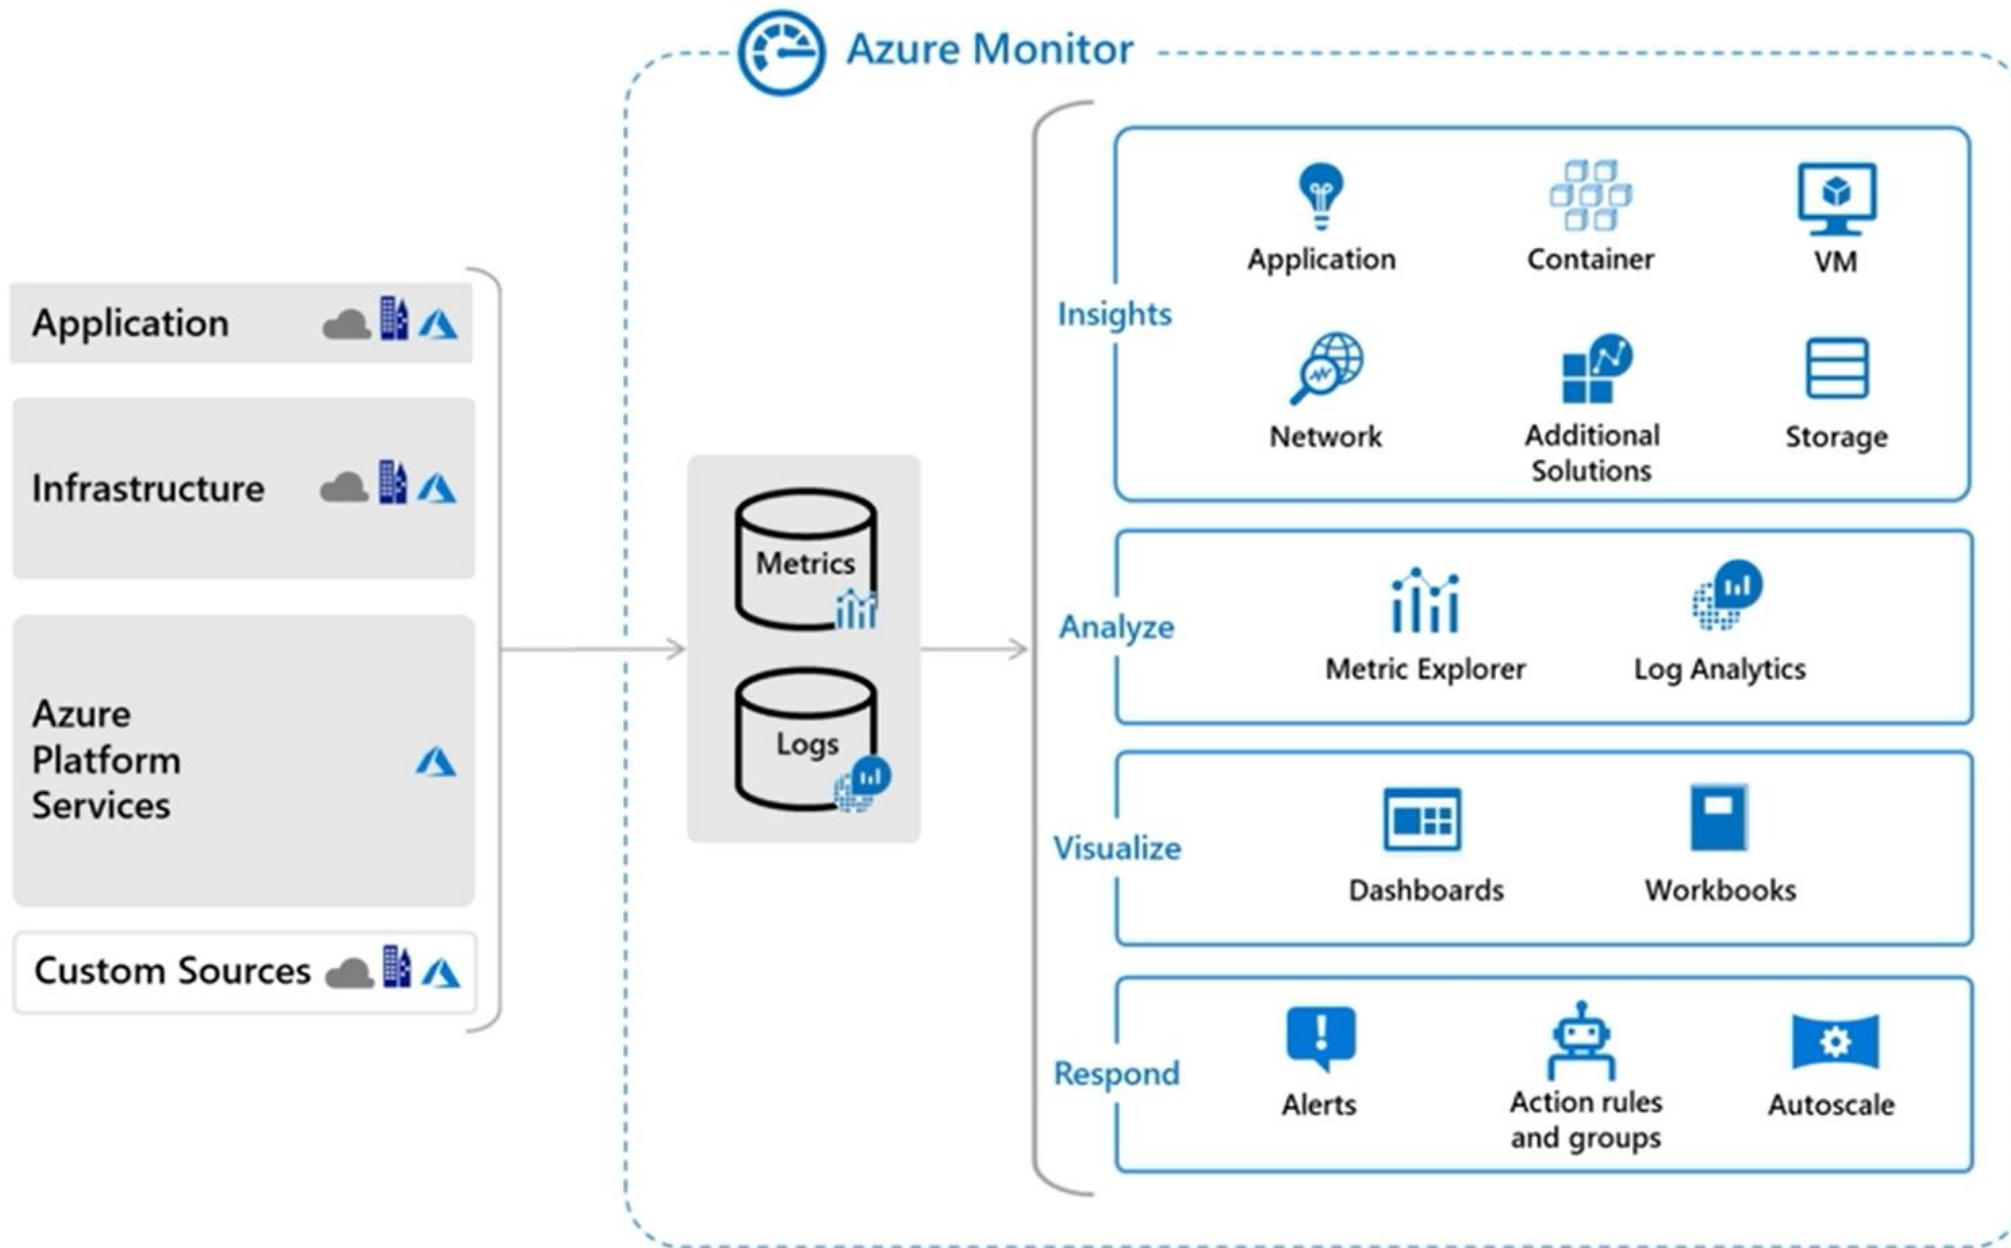 Azure Monitor
Application
Infrastructure
Azure
Platform
Services
Custom Sources
Metrics
Logs
Insights
Application
Container
VM
Network
Additional
Solutions
Storage
Analyze
Metric Explorer
Log Analytics
Visualize
Dashboards
Workbooks
Respond
Alerts
Action rules
and groups
Autoscale